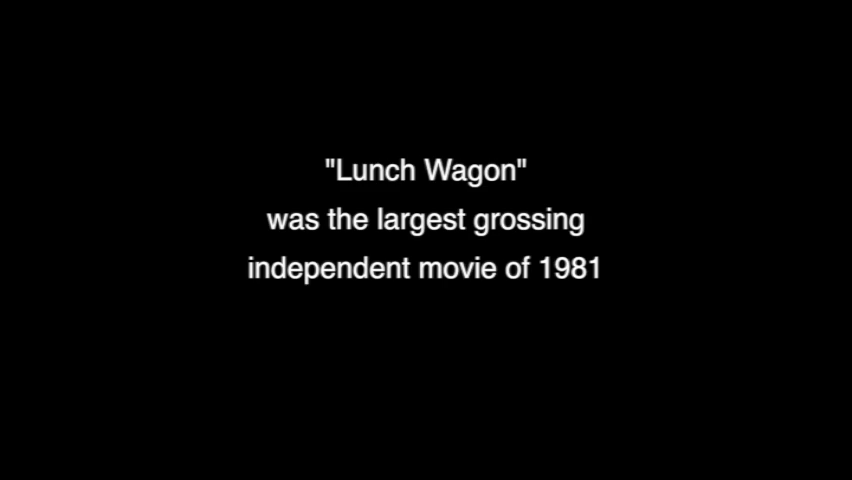 "Lunch Wagon"
was the largest grossing
independent movie of 1981